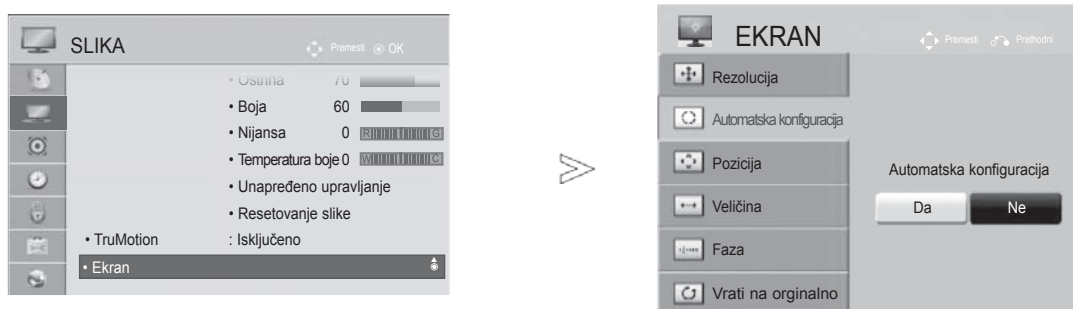 SLIKA
Premesti OK
• Oštrina 70
• Boja 60
• Nijansa 0 R G
• Temperatura boje 0 W C
• Unapređeno upravljanje
• Resetovanje slike
• TruMotion : Isključeno
• Ekran
EKRAN
Premesti Prethodni
Rezolucija
Automatska konfiguracija
Pozicija
Veličina
Faza
Vrati na orginalno
Automatska konfiguracija
Da Ne